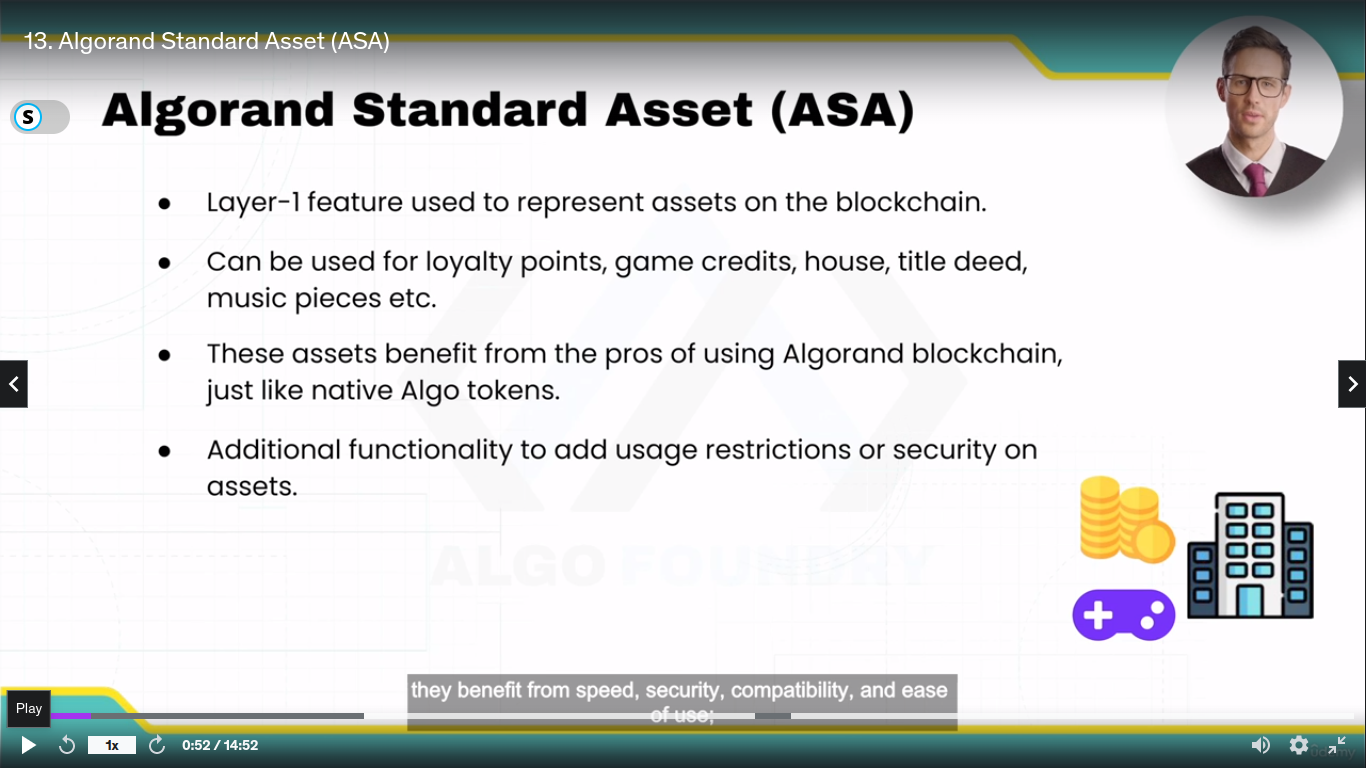 13. Algorand Standard Asset (ASA)
S
Algorand Standard Asset (ASA)
● Layer-1 feature used to represent assets on the blockchain.
● Can be used for loyalty points, game credits, house, title deed,
music pieces etc.
● These assets benefit from the pros of using Algorand blockchain,
just like native Algo tokens.
● Additional functionality to add usage restrictions or security on
assets.
ALGO FOUNDRY
they benefit from speed, security, compatibility, and ease
of use;
Play
1x
0:52 / 14:52
udemy